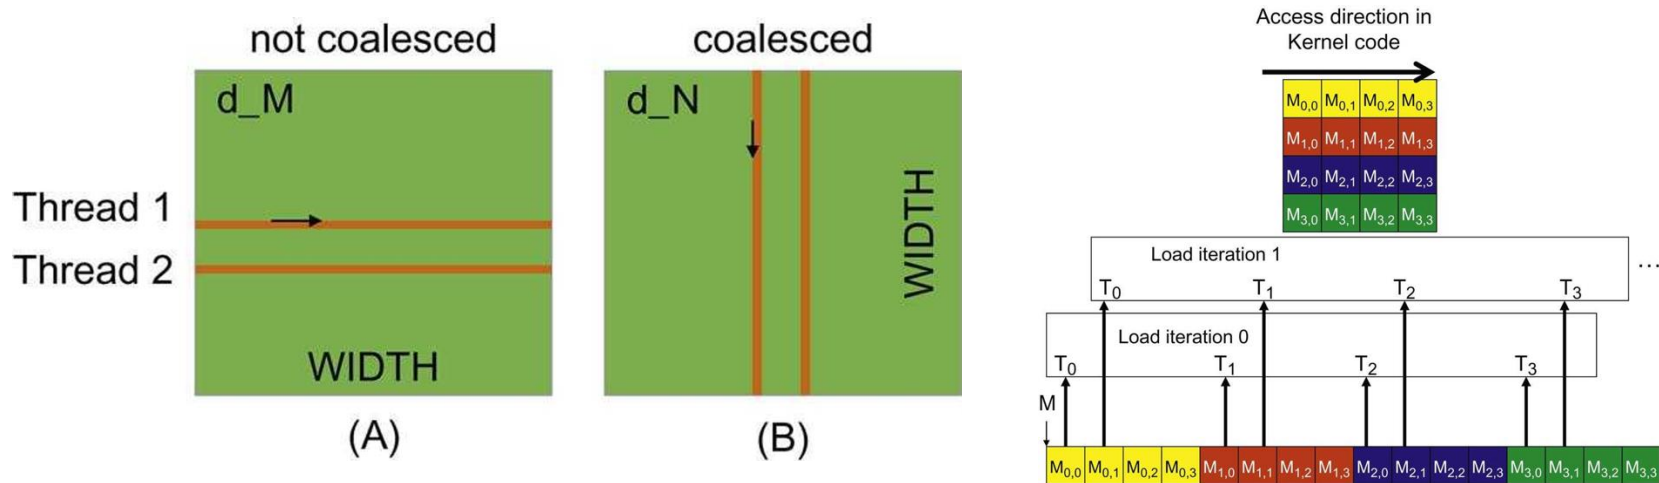 not coalesced
d_M
Thread 1
Thread 2
WIDTH
(A)
coalesced
d_N
WIDTH
(B)
Access direction in
Kernel code
M0,0 M0,1 M0,2 M0,3
M1,0 M1,1 M1,2 M1,3
M2,0 M2,1 M2,2 M2,3
M3,0 M3,1 M3,2 M3,3
Load iteration 1
T0 T1 T2 T3
...
Load iteration 0
T0 T1 T2 T3
M
M0,0 M0,1 M0,2 M0,3 M1,0 M1,1 M1,2 M1,3 M2,0 M2,1 M2,2 M2,3 M3,0 M3,1 M3,2 M3,3